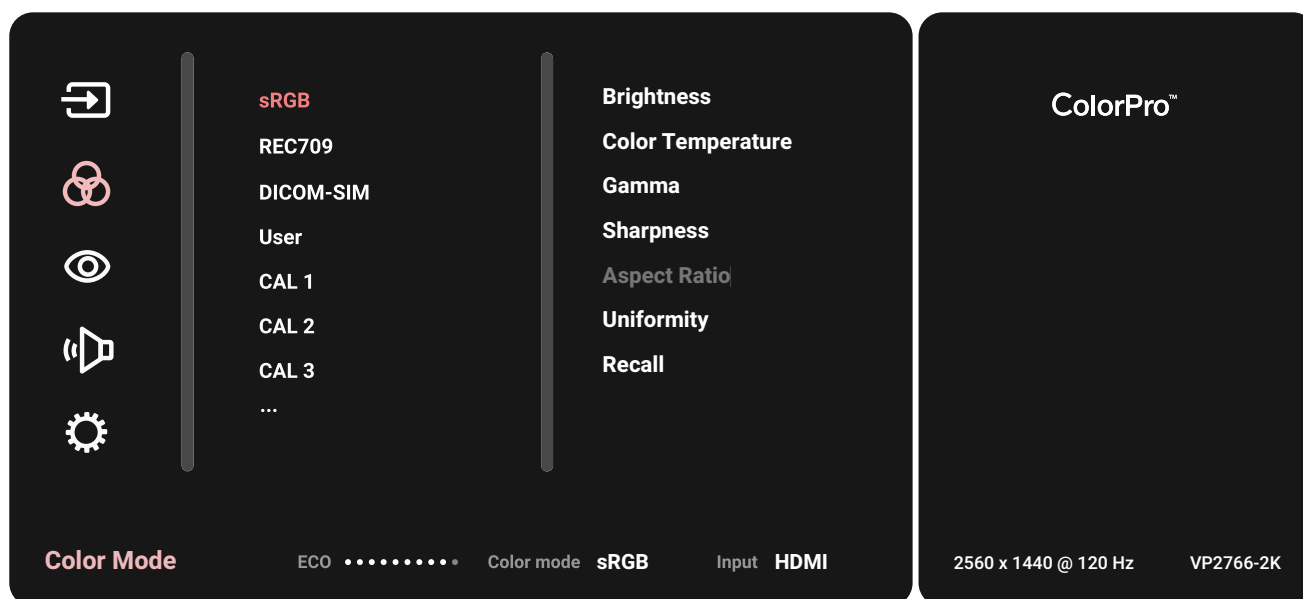 sRGB
REC709
DICOM-SIM
User
CAL 1
CAL 2
CAL 3
...
Brightness
Color Temperature
Gamma
Sharpness
Aspect Ratio
Uniformity
Recall
ColorPro™
Color Mode
ECO
Color mode sRGB
Input HDMI
2560 x 1440 @ 120 Hz
VP2766-2K